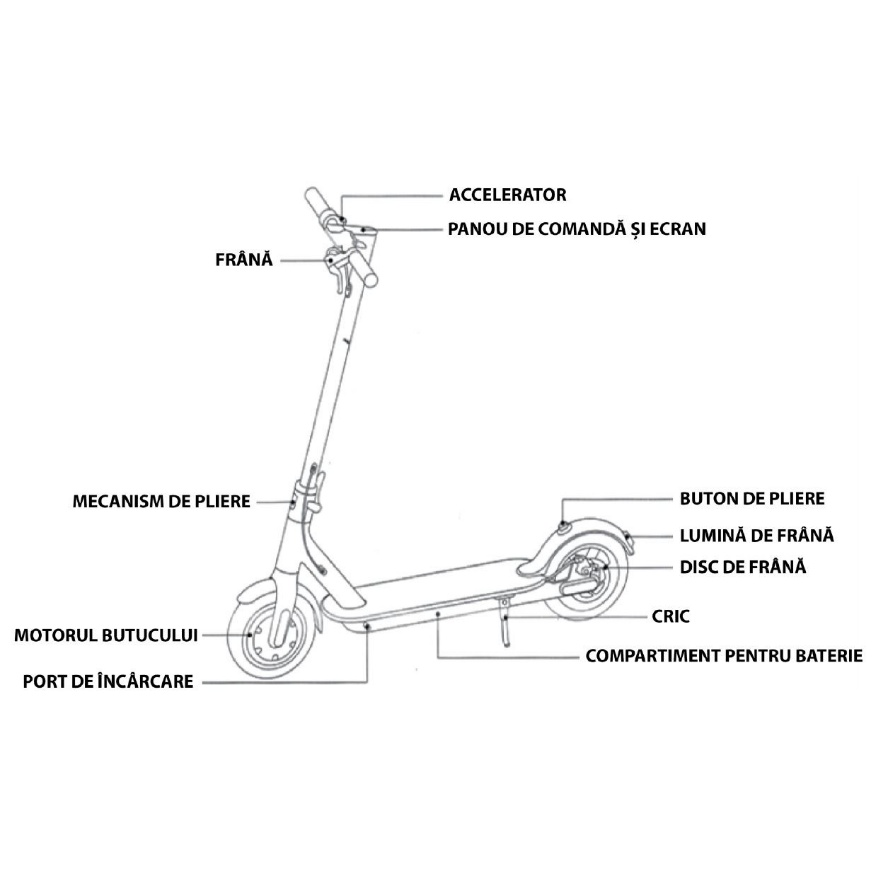 ACCELERATOR
PANOU DE COMANDĂ ȘI ECRAN
FRÂNĂ
MECANISM DE PLIERE
BUTON DE PLIERE
LUMINĂ DE FRÂNĂ
DISC DE FRÂNĂ
CRIC
MOTORUL BUTUCULUI
COMPARTIMENT PENTRU BATERIE
PORT DE ÎNCÂRCARE